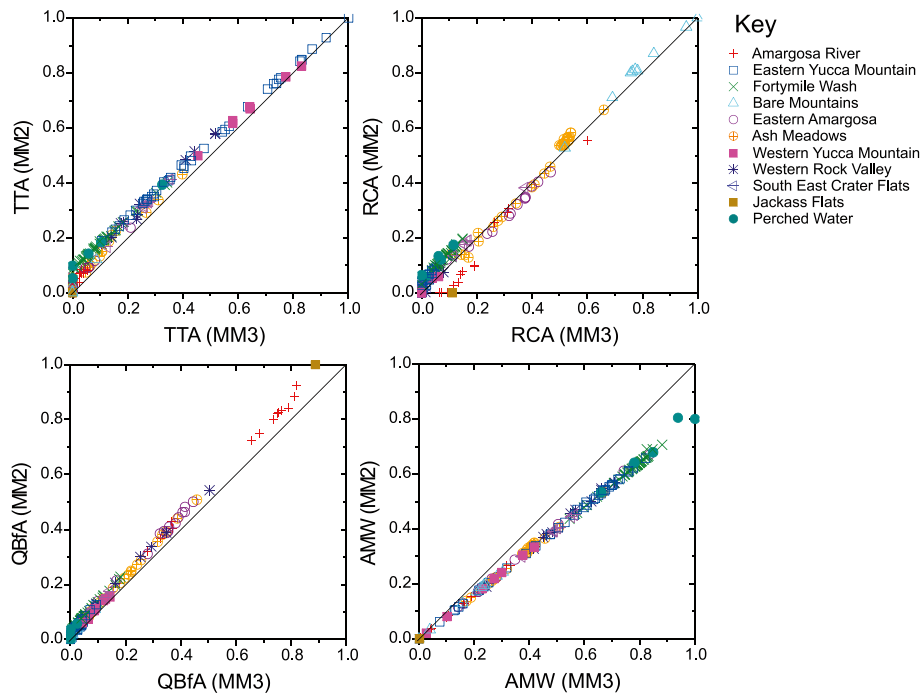 1.0
0.8
0.6
0.4
0.2
0.0
TTA (MM2)
0.0 0.2 0.4 0.6 0.8 1.0
TTA (MM3)
1.0
0.8
0.6
0.4
0.2
0.0
RCA (MM2)
0.0 0.2 0.4 0.6 0.8 1.0
RCA (MM3)
Key
Amargosa River
Eastern Yucca Mountain
Fortymile Wash
Bare Mountains
Eastern Amargosa
Ash Meadows
Western Yucca Mountain
Western Rock Valley
South East Crater Flats
Jackass Flats
Perched Water
1.0
0.8
0.6
0.4
0.2
0.0
QBfA (MM2)
0.0 0.2 0.4 0.6 0.8 1.0
QBfA (MM3)
1.0
0.8
0.6
0.4
0.2
0.0
AMW (MM2)
0.0 0.2 0.4 0.6 0.8 1.0
AMW (MM3)